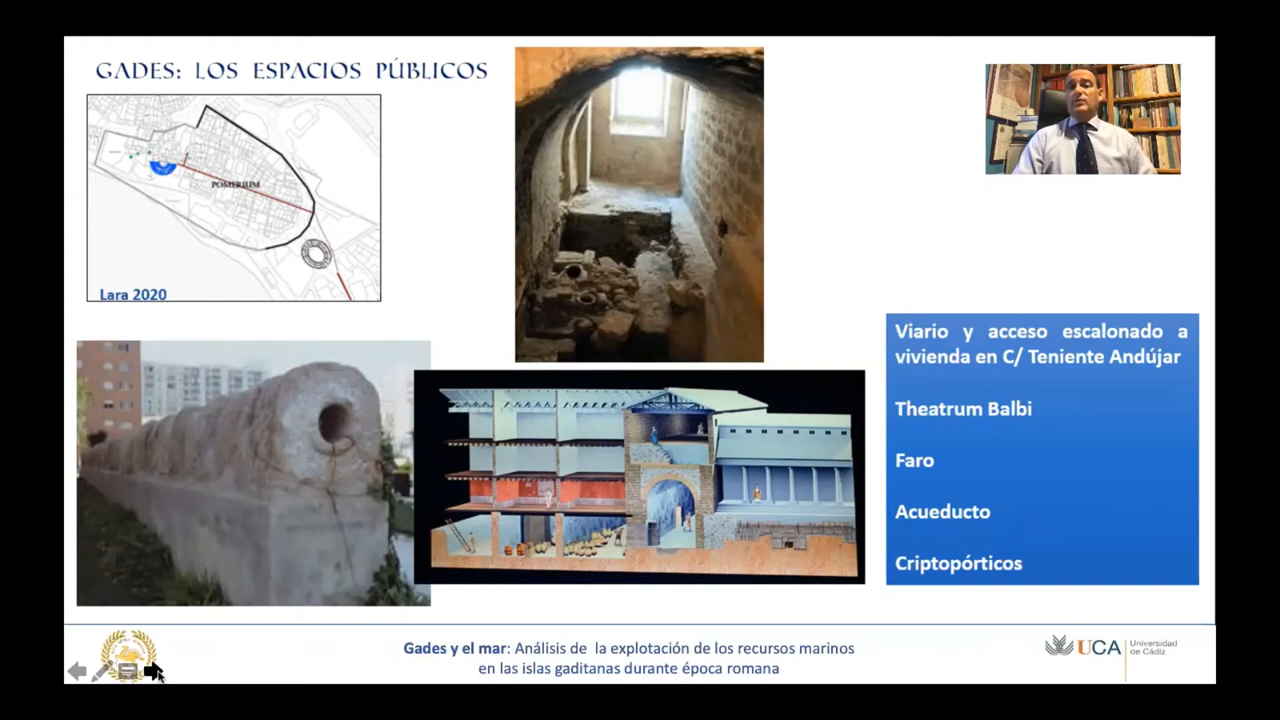 GADES: LOS ESPACIOS PÚBLICOS
POMERIUM
Lara 2020
Viario y acceso escalonado a
vivienda en C/ Teniente Andújar
Theatrum Balbi
Faro
Acueducto
Criptopórticos
Gades y el mar: Análisis de la explotación de los recursos marinos
en las islas gaditanas durante época romana
UCA
Universidad
de Cádiz